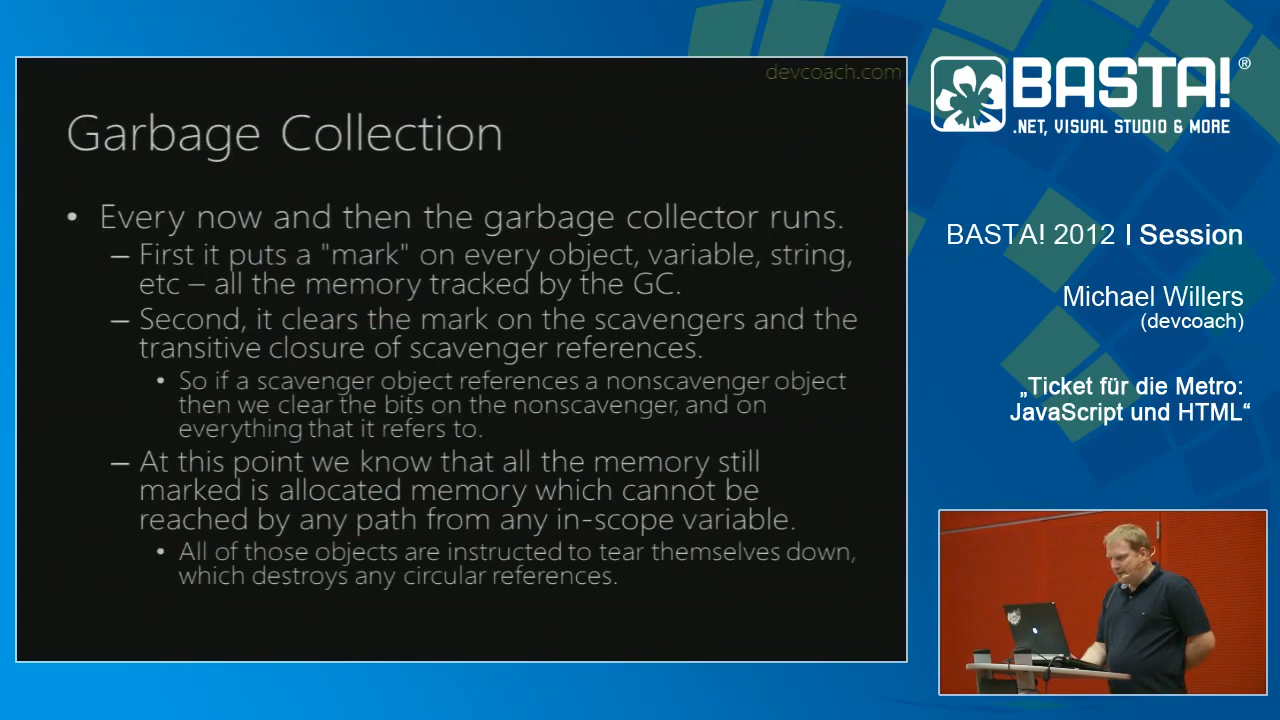 devcoach.com
Garbage Collection
• Every now and then the garbage collector runs.
– First it puts a "mark" on every object, variable, string,
etc – all the memory tracked by the GC.
– Second, it clears the mark on the scavengers and the
transitive closure of scavenger references.
• So if a scavenger object references a nonscavenger object
then we clear the bits on the nonscavenger, and on
everything that it refers to.
– At this point we know that all the memory still
marked is allocated memory which cannot be
reached by any path from any in-scope variable.
• All of those objects are instructed to tear themselves down,
which destroys any circular references.
BASTA!®
.NET, VISUAL STUDIO & MORE
BASTA! 2012 I Session
Michael Willers
(devcoach)
„Ticket für die Metro:
JavaScript und HTML“